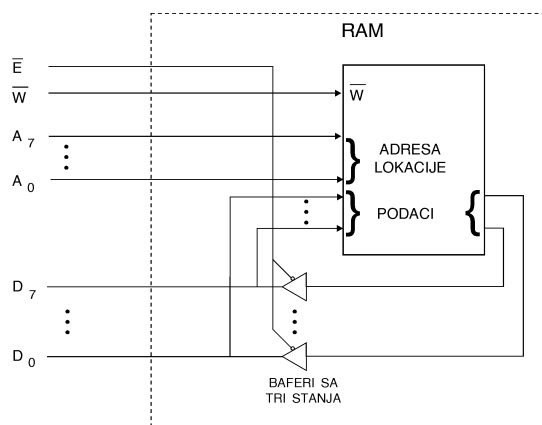 RAM
E
W
W
A 7
ADRESA
LOKACIJE
A 0
PODACI
D 7
D 0
BAFERI SA
TRI STANJA